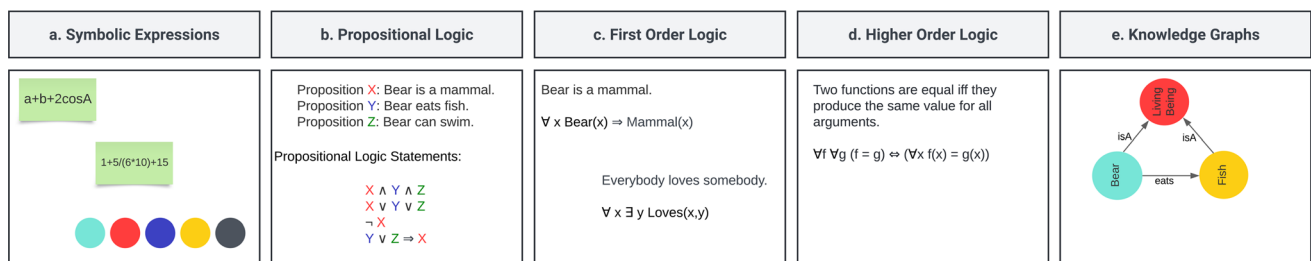 a. Symbolic Expressions
a+b+2cosA
1+5/(6*10)+15
b. Propositional Logic
Proposition X: Bear is a mammal.
Proposition Y: Bear eats fish.
Proposition Z: Bear can swim.
Propositional Logic Statements:
X ∧ Y ∧ Z
X ∨ Y ∨ Z
¬ X
Y ∨ Z ⇒ X
c. First Order Logic
Bear is a mammal.
∀ x Bear(x) ⇒ Mammal(x)
Everybody loves somebody.
∀ x ∃ y Loves(x,y)
d. Higher Order Logic
Two functions are equal iff they
produce the same value for all
arguments.
∀f ∀g (f = g) ⇔ (∀x f(x) = g(x))
e. Knowledge Graphs
Living
Being
isA
isA
Bear
eats
Fish